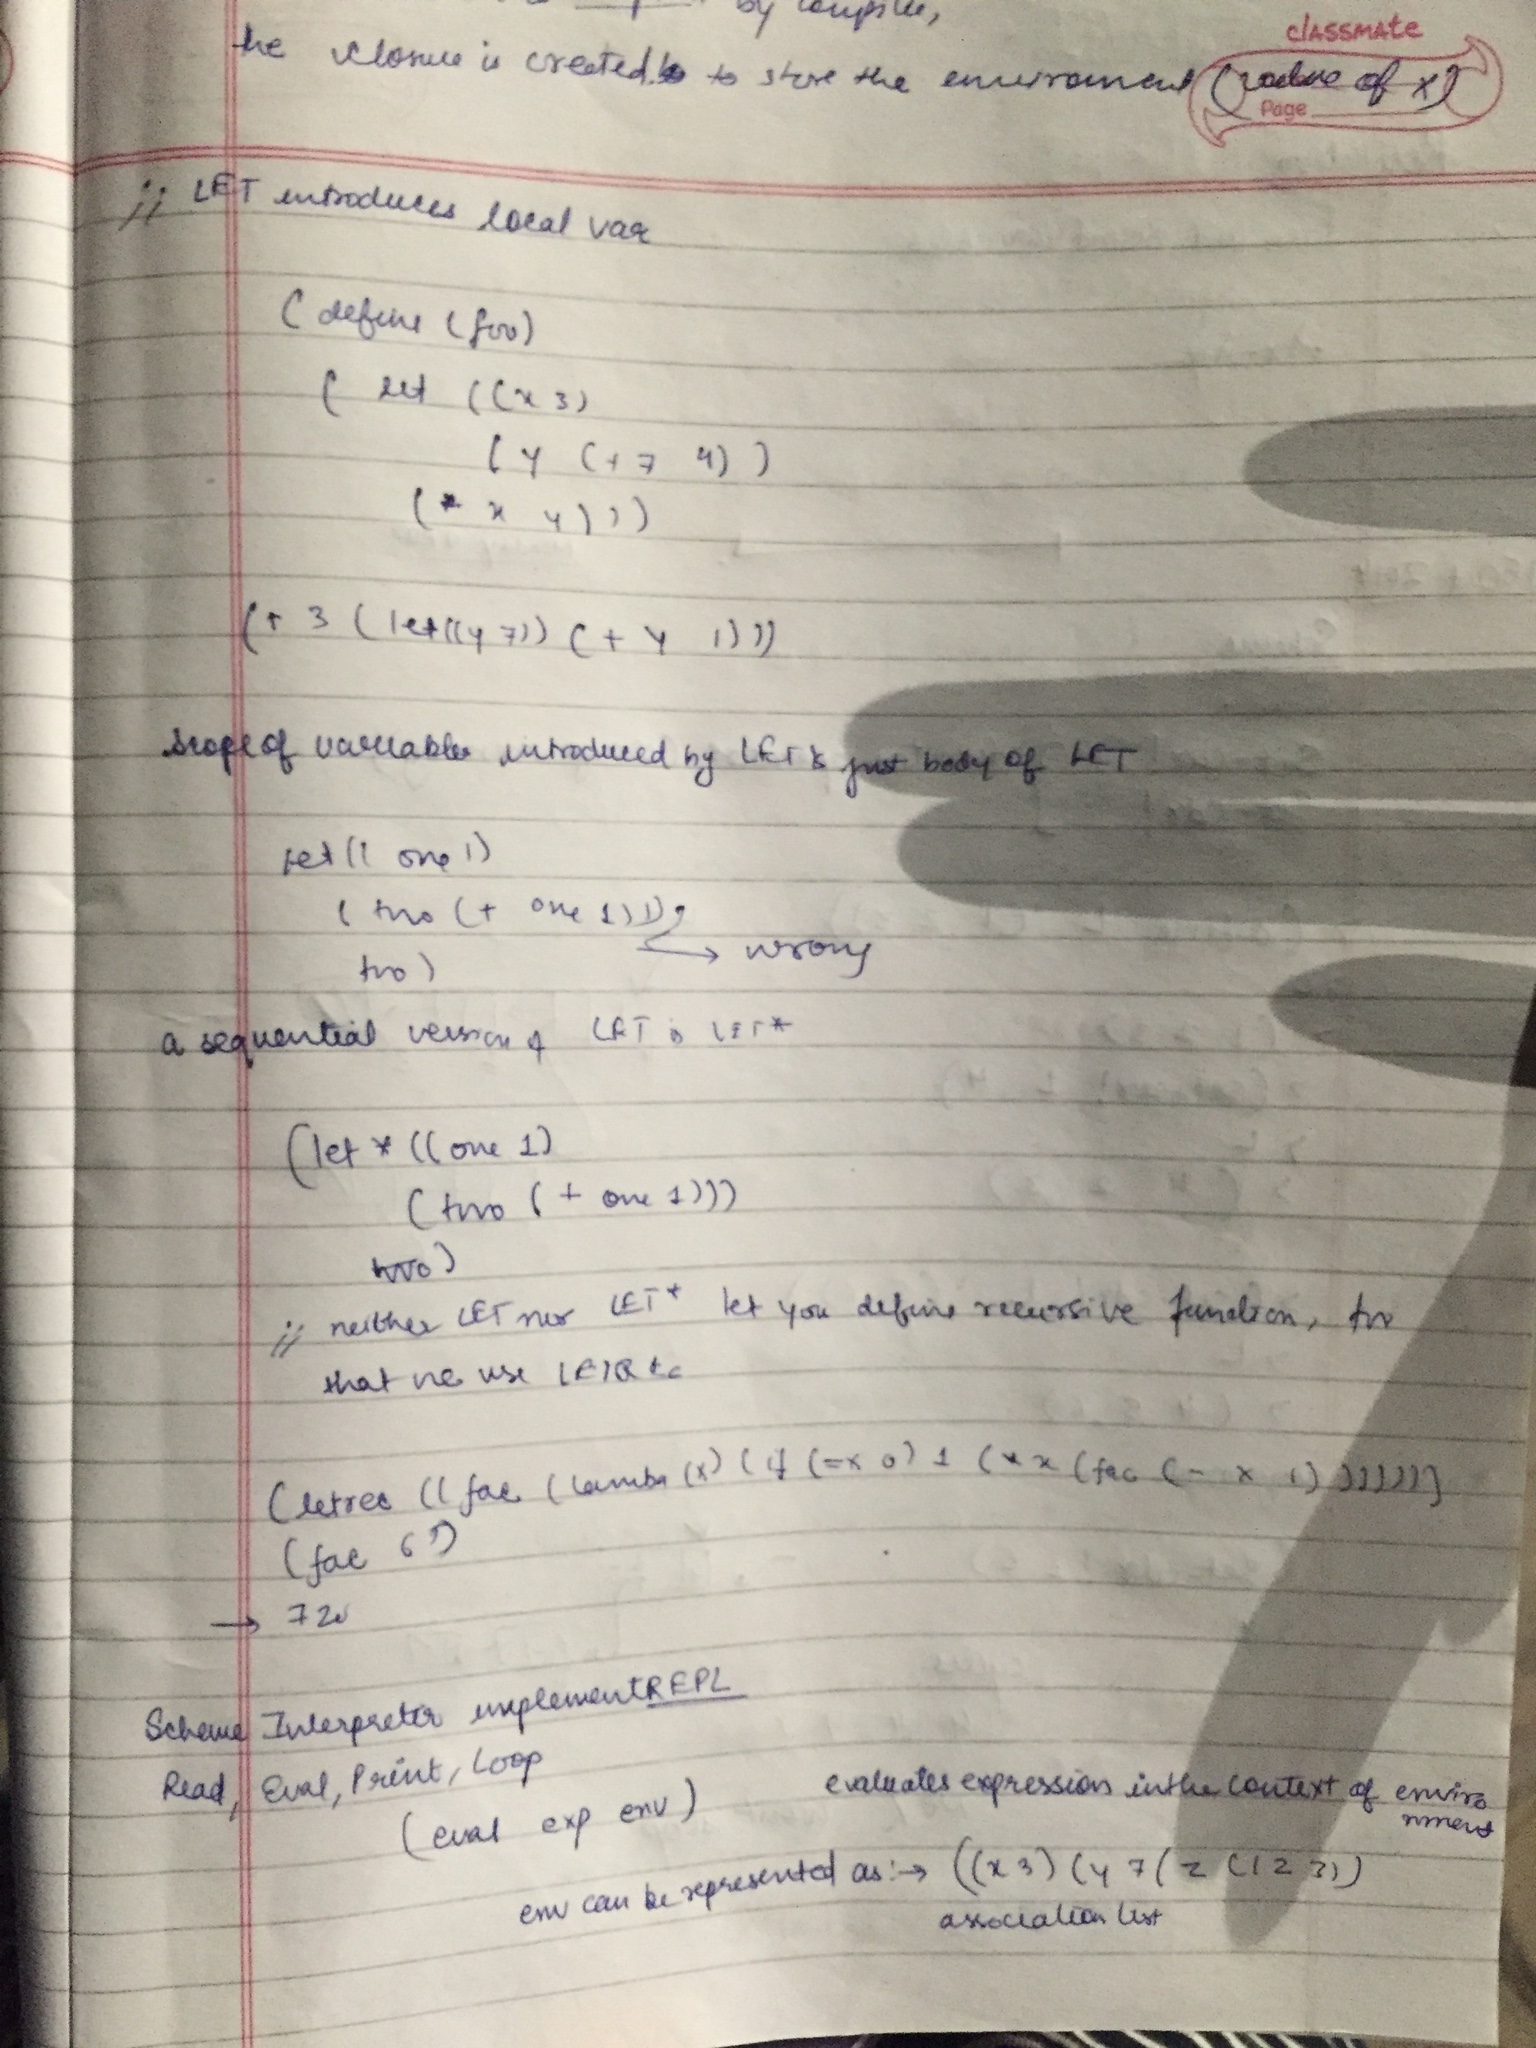 by compiler,
classmate
the closure is created to store the environment (value of x)
Page
;; LET introduces local var
(define (foo)
( let ((x 3)
(y (+ 7 4) )
(* x y)))
(+ 3 (let((y 7)) (+ y 1)))
scope of variables introduced by LET is just body of LET
let(( one 1)
( two (+ one 1)));
→ wrong
two)
a sequential version of LET is LET*
(let * ((one 1)
(two (+ one 1)))
two)
;; neither LET nor LET* let you define recursive function, for
that we use LETRec
(letrec ((fac (lamba (x) (if (=x 0) 1 (* x (fac (- x 1) ))))))
(fac 6))
→ 720
Scheme Interpreter implement REPL
Read, Eval, Print, Loop
(eval exp env) evaluates expression in the context of enviro
nment
env can be represented as:→ ((x 3) (y 7 ( z (1 2 3))
association list